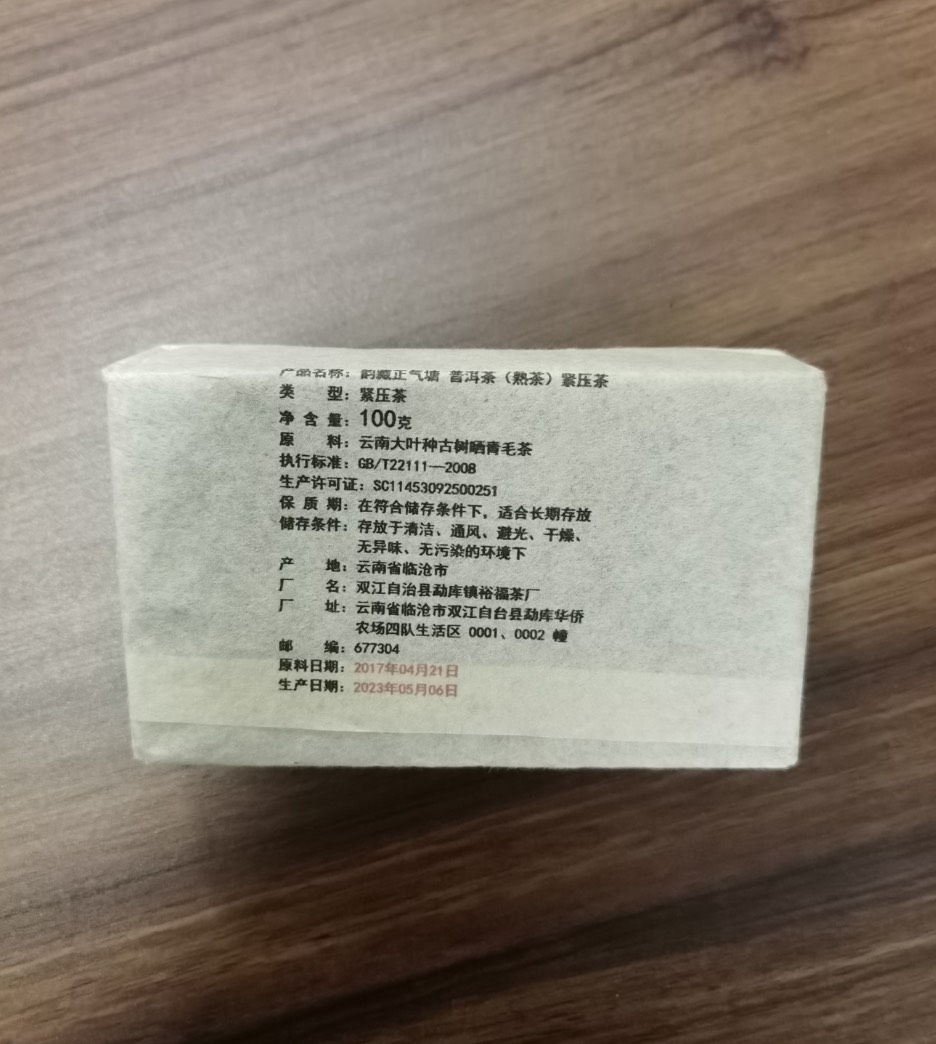 产品名称：韵藏正气塘 普洱茶（熟茶）紧压茶
类 型：紧压茶
净 含 量：100克
原 料：云南大叶种古树晒青毛茶
执行标准：GB/T22111—2008
生产许可证：SC11453092500251
保 质 期：在符合储存条件下，适合长期存放
储存条件：存放于清洁、通风、避光、干燥、
无异味、无污染的环境下
产 地：云南省临沧市
厂 名：双江自治县勐库镇裕福茶厂
厂 址：云南省临沧市双江自台县勐库华侨
农场四队生活区 0001、0002 幢
邮 编：677304
原料日期：2017年04月21日
生产日期：2023年05月06日